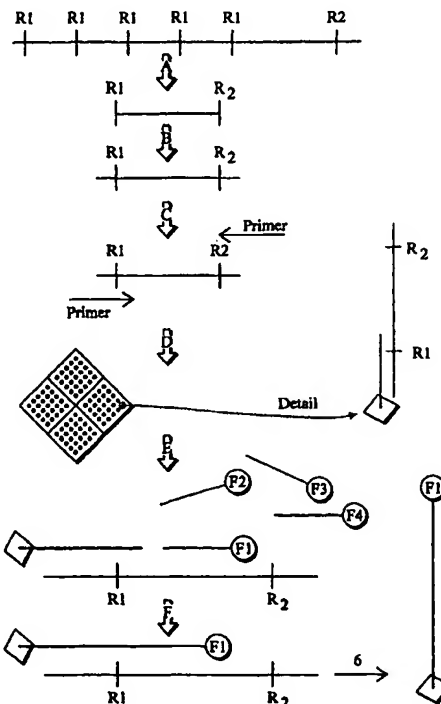 R1 R1 R1 R1 R1 R2
A
R1 R2
B
R1 R2
C
Primer
R1 R2
Primer
R2
D
R1
Detail
E
F2 F3 F1
F4
F1
R1 R2
F
F1
6
R1 R2